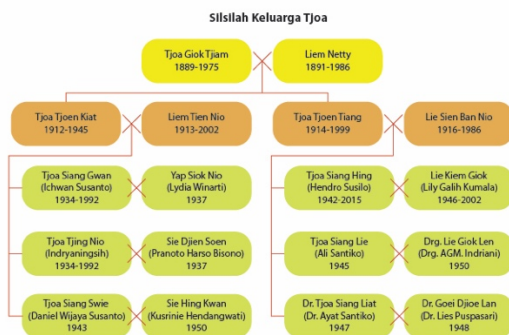 Silsilah Keluarga Tjoa
Tjoa Giok Tjiam
1889-1975
Liem Netty
1891-1986
Tjoa Tjoen Kiat
1912-1945
Liem Tien Nio
1913-2002
Tjoa Tjoen Tiang
1914-1999
Lie Sien Ban Nio
1916-1986
Tjoa Siang Gwan
(Ichwan Susanto)
1934-1992
Yap Siok Nio
(Lydia Winarti)
1937
Tjoa Siang Hing
(Hendro Susilo)
1942-2015
Lie Kiem Giok
(Lily Galih Kumala)
1946-2002
Tjoa Tjing Nio
(Indryaningsih)
1934-1992
Sie Djien Soen
(Pranoto Harso Bisono)
1937
Tjoa Siang Lie
(Ali Santiko)
1945
Drg. Lie Giok Len
(Drg. AGM. Indriani)
1950
Tjoa Siang Swie
(Daniel Wijaya Susanto)
1943
Sie Hing Kwan
(Kusrinie Hendangwati)
1950
Dr. Tjoa Siang Liat
(Dr. Ayat Santiko)
1947
Dr. Goei Djioe Lan
(Dr. Lies Puspasari)
1948